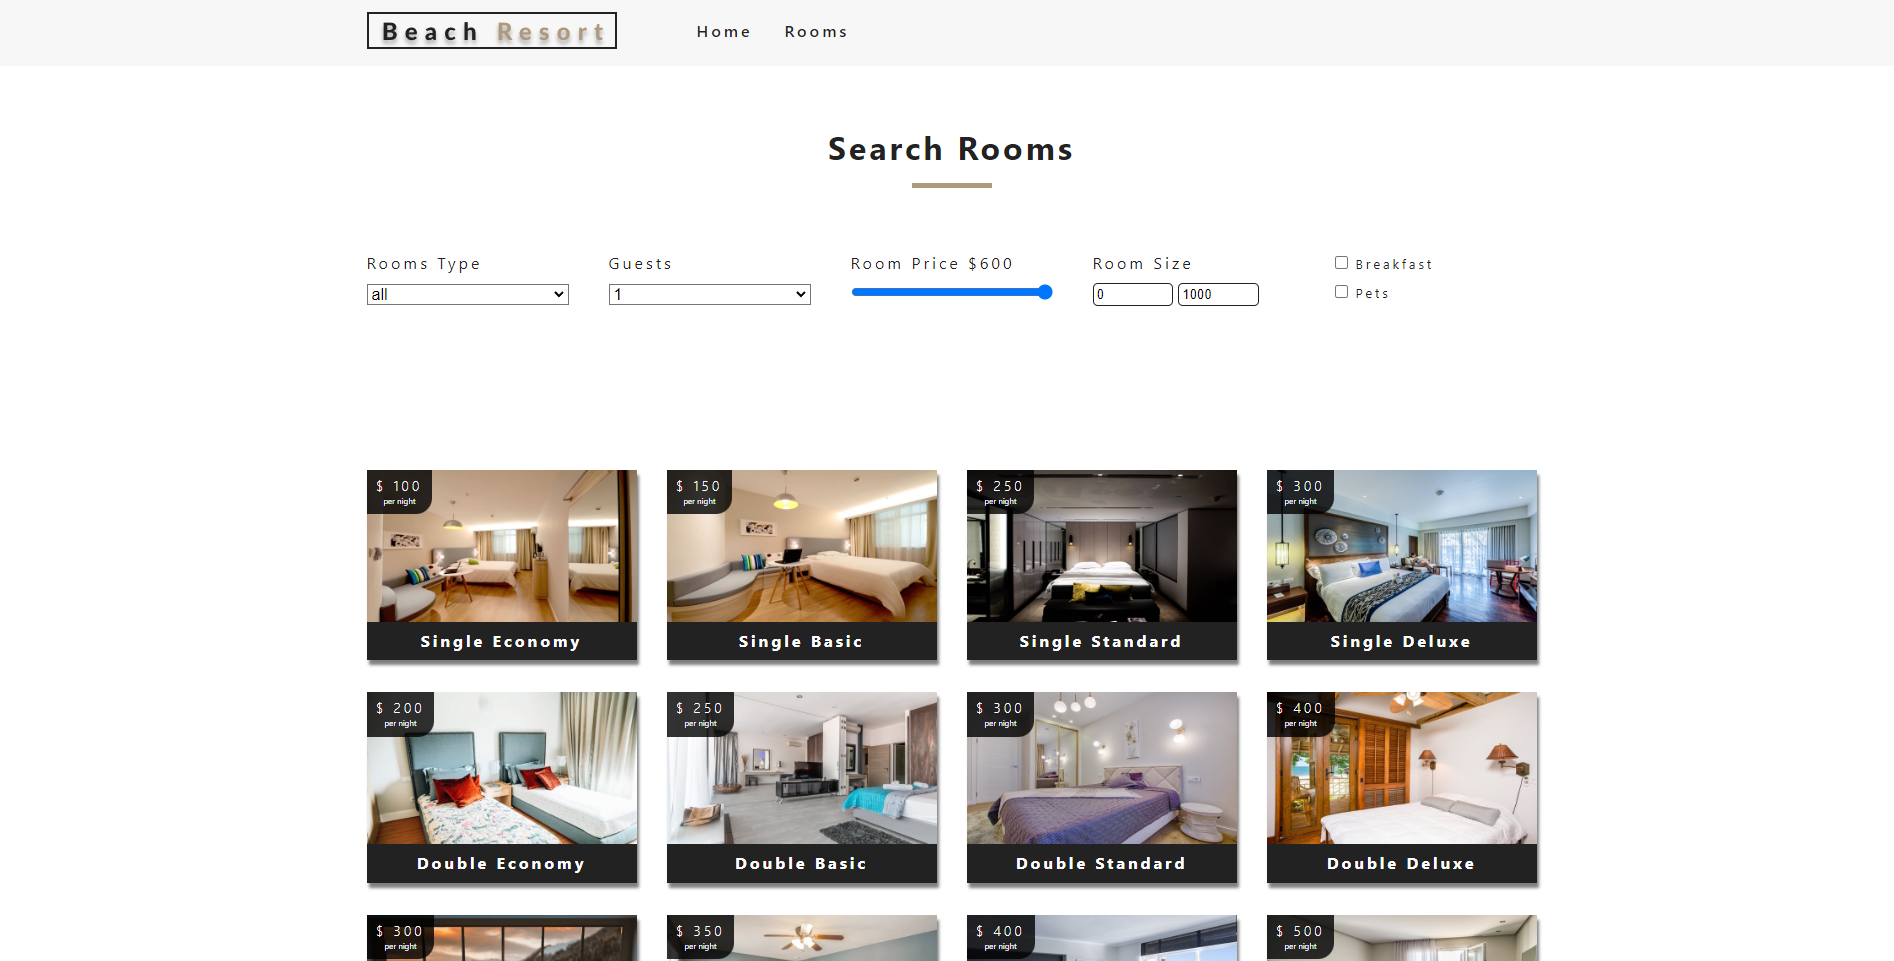 Beach Resort
Home
Rooms
Search Rooms
Rooms Type
Guests
Room Price $600
Room Size
Breakfast
all
1
0
1000
Pets
$ 100
per night
$ 150
per night
$ 250
per night
$ 300
per night
Single Economy
Single Basic
Single Standard
Single Deluxe
$ 200
per night
$ 250
per night
$ 300
per night
$ 400
per night
Double Economy
Double Basic
Double Standard
Double Deluxe
$ 300
per night
$ 350
per night
$ 400
per night
$ 500
per night